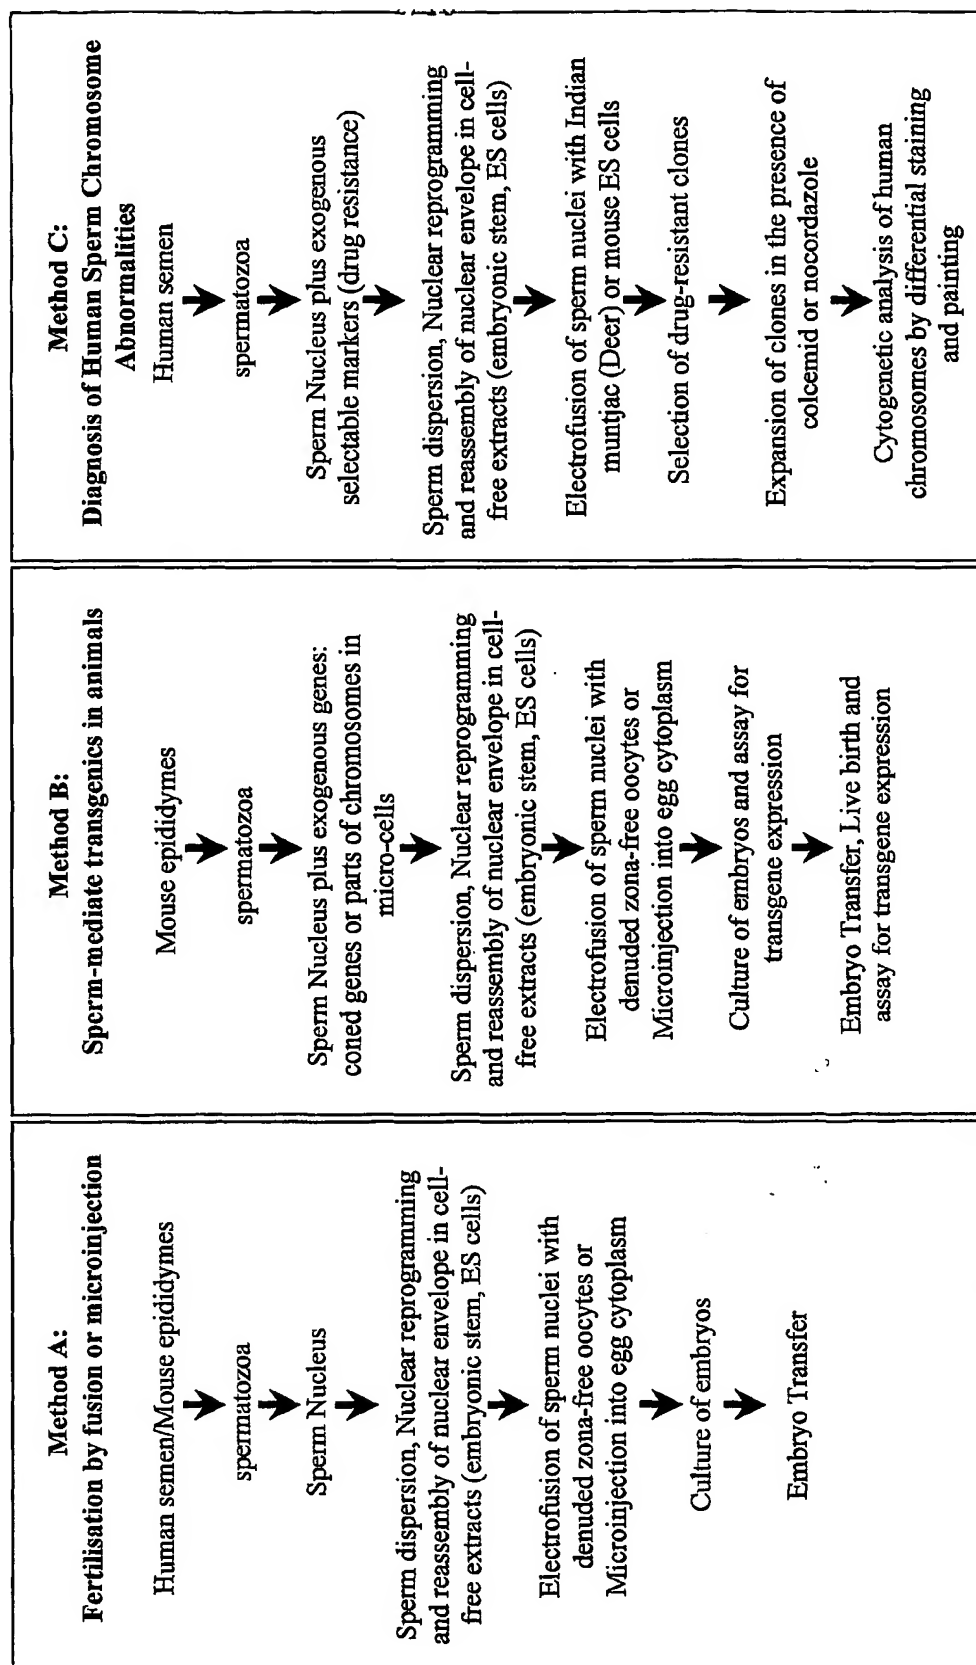 Method A:
Fertilisation by fusion or microinjection
Human semen/Mouse epididymes
spermatozoa
Sperm Nucleus
Sperm dispersion, Nuclear reprogramming
and reassembly of nuclear envelope in cell-
free extracts (embryonic stem, ES cells)
Electrofusion of sperm nuclei with
denuded zona-free oocytes or
Microinjection into egg cytoplasm
Culture of embryos
Embryo Transfer
Method B:
Sperm-mediate transgenics in animals
Mouse epididymes
spermatozoa
Sperm Nucleus plus exogenous genes:
coned genes or parts of chromosomes in
micro-cells
Sperm dispersion, Nuclear reprogramming
and reassembly of nuclear envelope in cell-
free extracts (embryonic stem, ES cells)
Electrofusion of sperm nuclei with
denuded zona-free oocytes or
Microinjection into egg cytoplasm
Culture of embryos and assay for
transgene expression
Embryo Transfer, Live birth and
assay for transgene expression
Method C:
Diagnosis of Human Sperm Chromosome
Abnormalities
Human semen
spermatozoa
Sperm Nucleus plus exogenous
selectable markers (drug resistance)
Sperm dispersion, Nuclear reprogramming
and reassembly of nuclear envelope in cell-
free extracts (embryonic stem, ES cells)
Electrofusion of sperm nuclei with Indian
muntjac (Deer) or mouse ES cells
Selection of drug-resistant clones
Expansion of clones in the presence of
colcemid or nocordazole
Cytogenetic analysis of human
chromosomes by differential staining
and painting